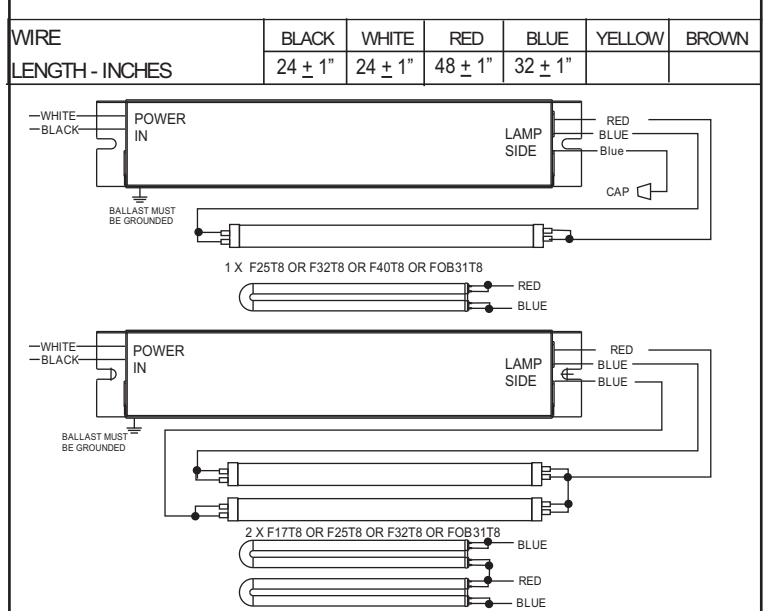 WIRE BLACK WHITE RED BLUE YELLOW BROWN
LENGTH - INCHES 24 ± 1” 24 ± 1” 48 ± 1” 32 ± 1”
WHITE
BLACK
POWER
IN
LAMP
SIDE
RED
BLUE
Blue
CAP
BALLAST MUST
BE GROUNDED
1 X F25T8 OR F32T8 OR F40T8 OR FOB31T8
RED
BLUE
WHITE
BLACK
POWER
IN
LAMP
SIDE
RED
BLUE
BLUE
BALLAST MUST
BE GROUNDED
2 X F17T8 OR F25T8 OR F32T8 OR FOB31T8
BLUE
RED
BLUE